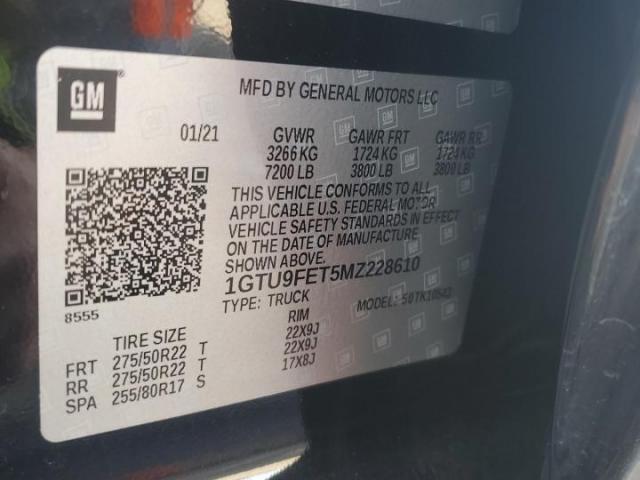 GM
MFD BY GENERAL MOTORS LLC
01/21 GVWR GAWR FRT GAWR RR
3266 KG 1724 KG 1724 KG
7200 LB 3800 LB 3800 LB
THIS VEHICLE CONFORMS TO ALL
APPLICABLE U.S. FEDERAL MOTOR
VEHICLE SAFETY STANDARDS IN EFFECT
ON THE DATE OF MANUFACTURE
SHOWN ABOVE.
1GTU9FET5MZ228610
8555
TYPE: TRUCK MODEL:
TIRE SIZE RIM
FRT 275/50R22 T 22X9J
RR 275/50R22 T 22X9J
SPA 255/80R17 S 17X8J